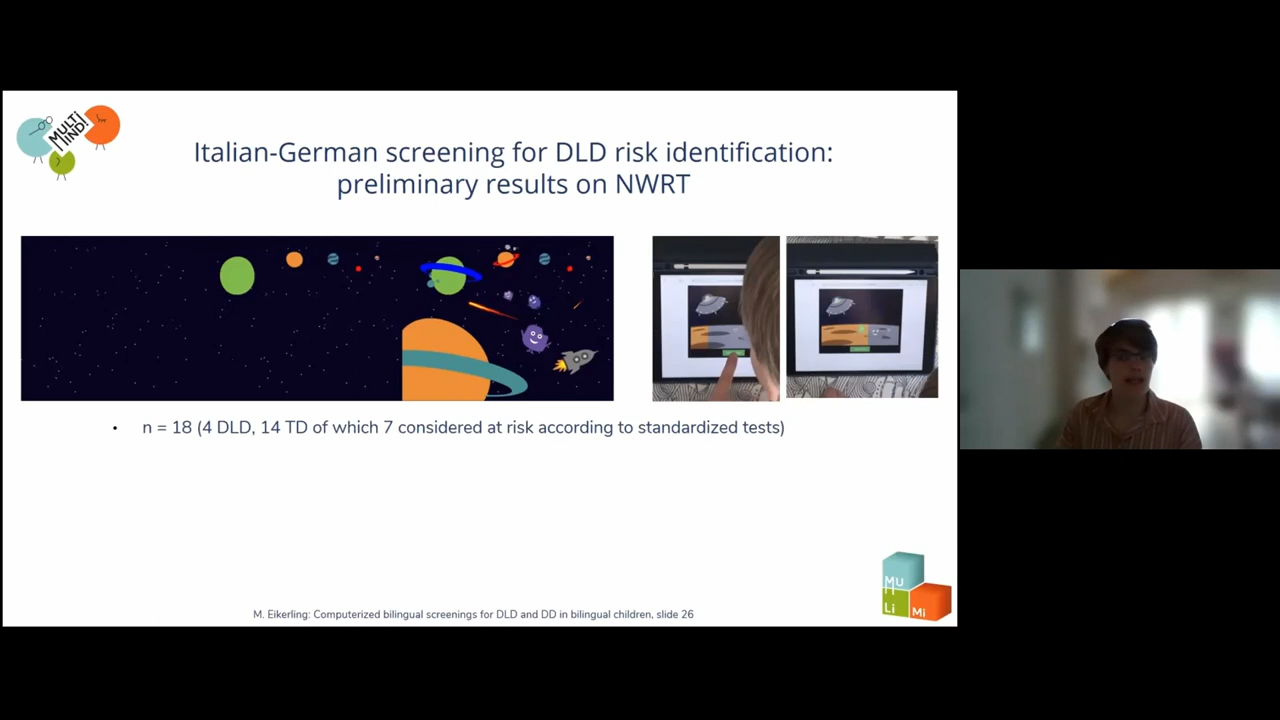 MULTI
MIND!
Italian-German screening for DLD risk identification:
preliminary results on NWRT
• n = 18 (4 DLD, 14 TD of which 7 considered at risk according to standardized tests)
MU
Li Mi
M. Eikerling: Computerized bilingual screenings for DLD and DD in bilingual children, slide 26